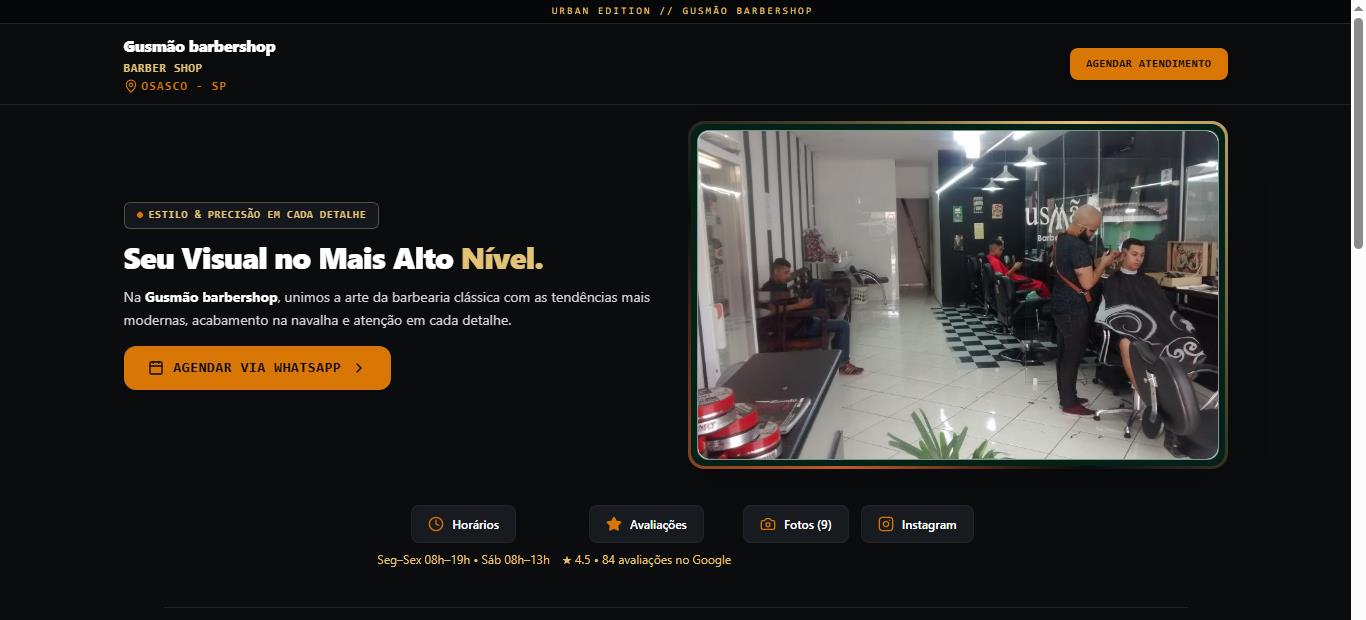 URBAN EDITION // GUSMÃO BARBERSHOP
Gusmão barbershop
BARBER SHOP
OSASCO - SP
AGENDAR ATENDIMENTO
ESTILO & PRECISÃO EM CADA DETALHE
Seu Visual no Mais Alto Nível.
Na Gusmão barbershop, unimos a arte da barbearia clássica com as tendências mais
modernas, acabamento na navalha e atenção em cada detalhe.
AGENDAR VIA WHATSAPP
Horários
Avaliações
Fotos (9)
Instagram
Seg–Sex 08h–19h • Sáb 08h–13h
★ 4.5 • 84 avaliações no Google